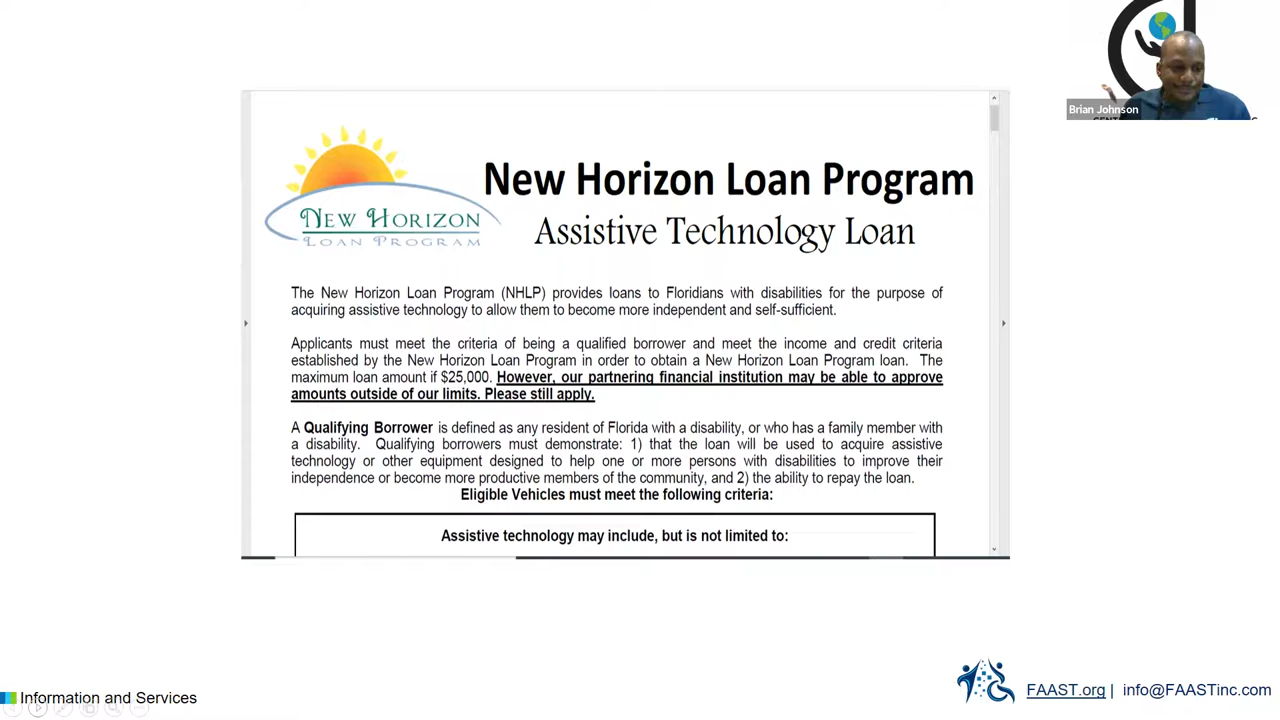 Brian Johnson
New Horizon Loan Program
Assistive Technology Loan
NEW HORIZON
LOAN PROGRAM
The New Horizon Loan Program (NHLP) provides loans to Floridians with disabilities for the purpose of
acquiring assistive technology to allow them to become more independent and self-sufficient.
Applicants must meet the criteria of being a qualified borrower and meet the income and credit criteria
established by the New Horizon Loan Program in order to obtain a New Horizon Loan Program loan. The
maximum loan amount if $25,000. However, our partnering financial institution may be able to approve
amounts outside of our limits. Please still apply.
A Qualifying Borrower is defined as any resident of Florida with a disability, or who has a family member with
a disability. Qualifying borrowers must demonstrate: 1) that the loan will be used to acquire assistive
technology or other equipment designed to help one or more persons with disabilities to improve their
independence or become more productive members of the community, and 2) the ability to repay the loan.
Eligible Vehicles must meet the following criteria:
Assistive technology may include, but is not limited to:
Information and Services
FAAST.org | info@FAASTinc.com